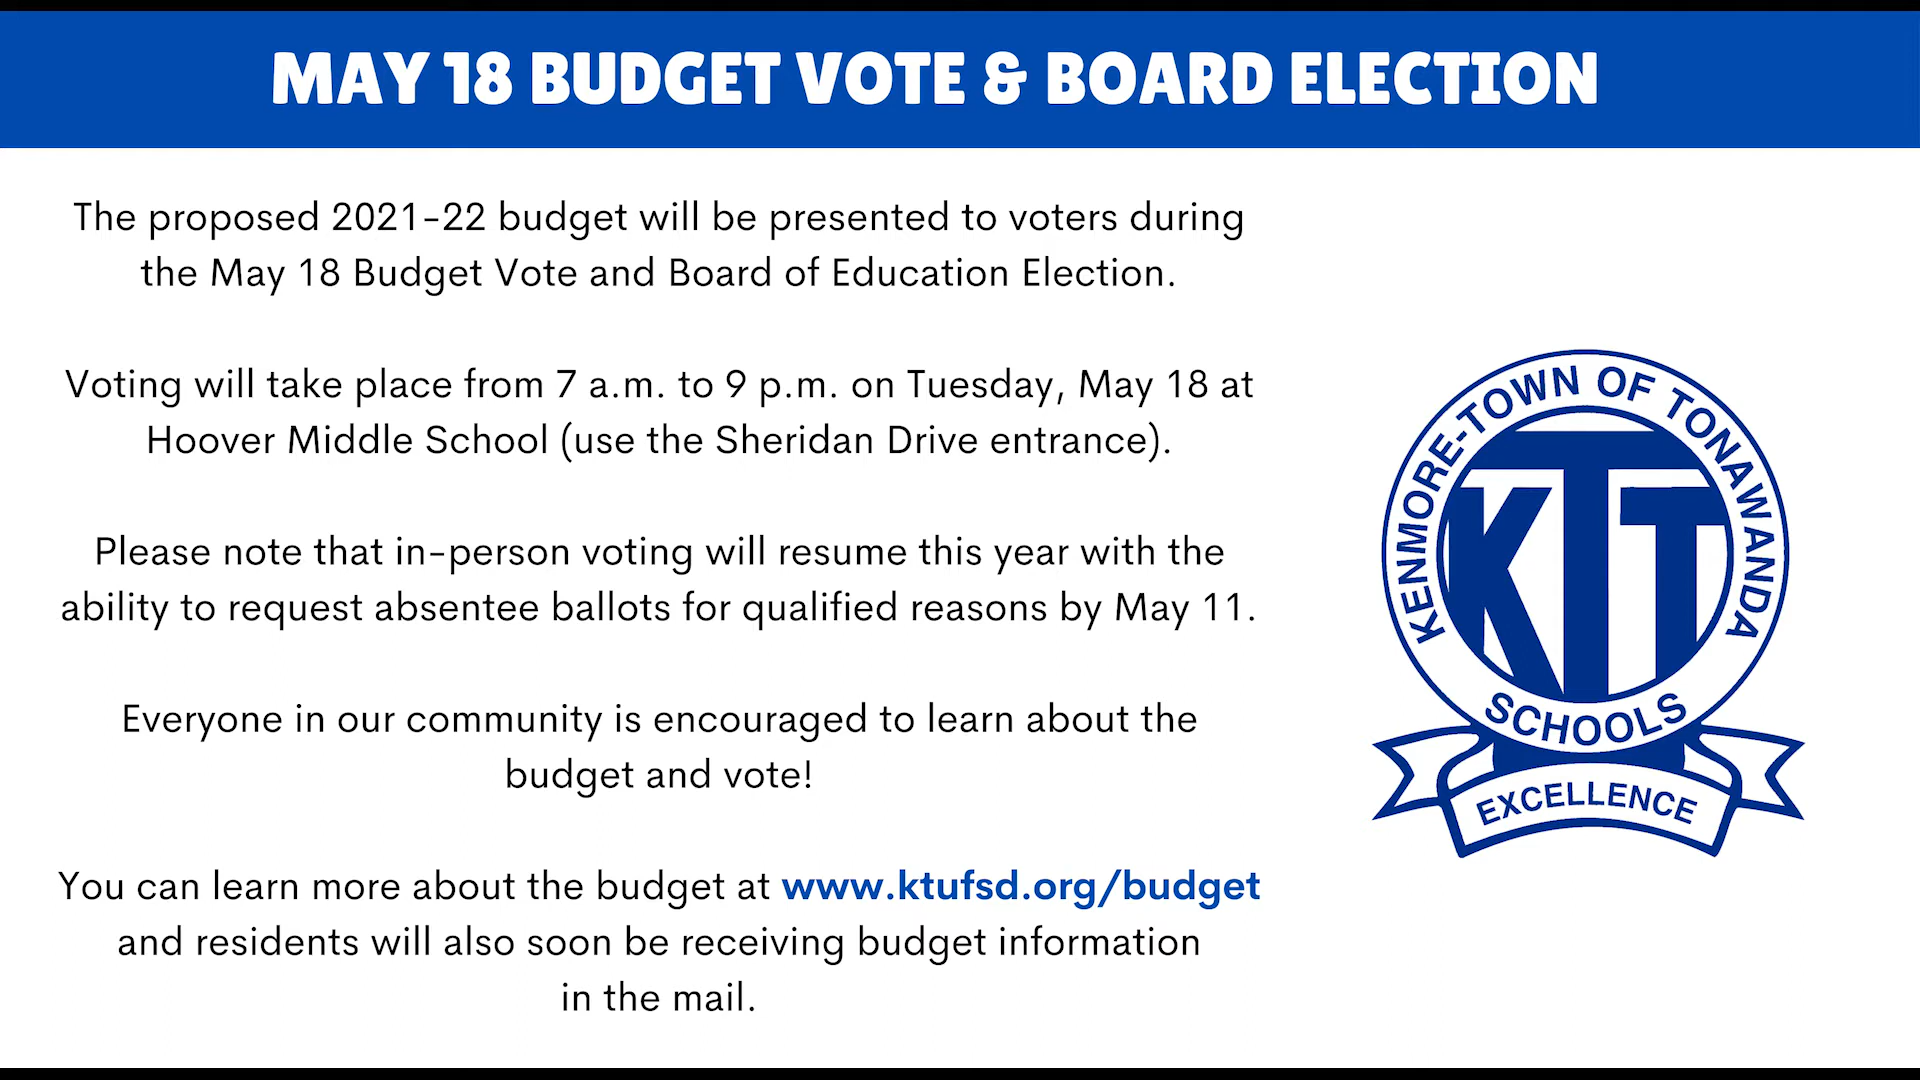 MAY 18 BUDGET VOTE & BOARD ELECTION
The proposed 2021-22 budget will be presented to voters during
the May 18 Budget Vote and Board of Education Election.
Voting will take place from 7 a.m. to 9 p.m. on Tuesday, May 18 at
Hoover Middle School (use the Sheridan Drive entrance).
Please note that in-person voting will resume this year with the
ability to request absentee ballots for qualified reasons by May 11.
Everyone in our community is encouraged to learn about the
budget and vote!
You can learn more about the budget at www.ktufsd.org/budget
and residents will also soon be receiving budget information
in the mail.
KENMORE-TOWN OF TONAWANDA
KTT
SCHOOLS
EXCELLENCE